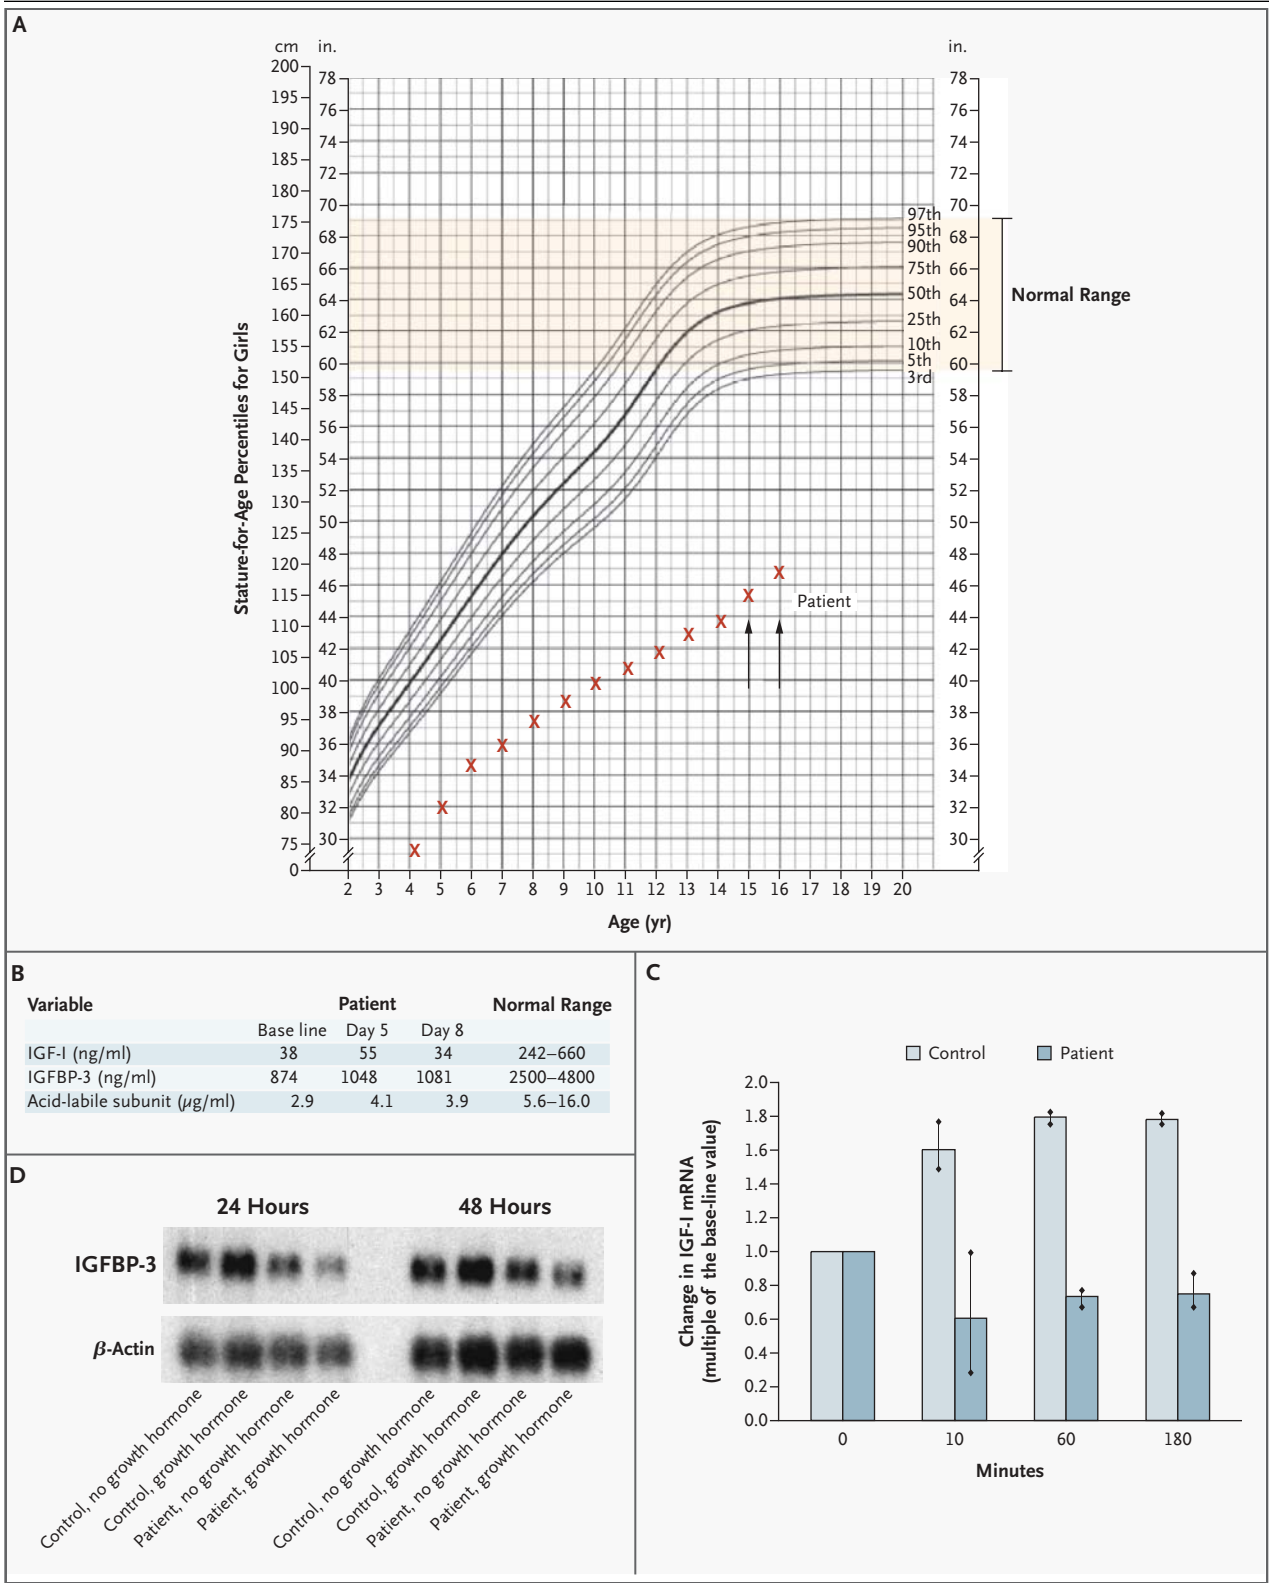 A
cm in. in.
200
78 78
195
76 76
190
74 74
185
72 72
180
70 70
175
97th
68 95th 68
170
90th
66 75th 66
165
64 50th 64 Normal Range
160
25th
62 62
155
10th
60 5th 60
150
3rd
58 58
145
56 56
140
54 54
135
52 52
130
50 50
125
48 48
120
46 46
115
Patient
44 44
110
42 42
105
40 40
100
38 38
95
36 36
90
34 34
85
32 32
80
30 30
75
0
Stature-for-Age Percentiles for Girls
X X X X X X X X X X X X X
2 3 4 5 6 7 8 9 10 11 12 13 14 15 16 17 18 19 20
Age (yr)
B
Variable Patient Normal Range
Base line Day 5 Day 8
IGF-I (ng/ml) 38 55 34 242–660
IGFBP-3 (ng/ml) 874 1048 1081 2500–4800
Acid-labile subunit (µg/ml) 2.9 4.1 3.9 5.6–16.0
C
Control Patient
2.0
1.8
1.6
1.4
1.2
1.0
0.8
0.6
0.4
0.2
0.0
Change in IGF-I mRNA
(multiple of the base-line value)
0 10 60 180
Minutes
D
24 Hours 48 Hours
IGFBP-3
β-Actin
Control, no growth hormone
Control, growth hormone
Patient, no growth hormone
Patient, growth hormone
Control, no growth hormone
Control, growth hormone
Patient, no growth hormone
Patient, growth hormone